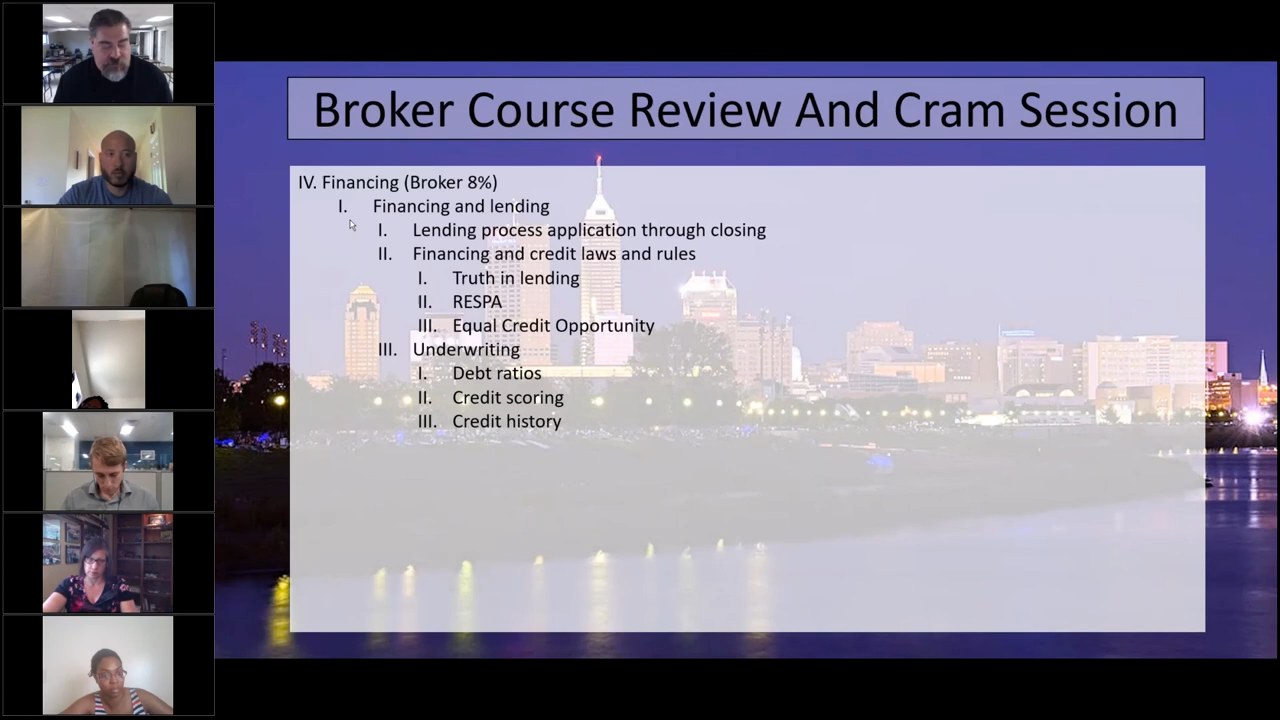 Broker Course Review And Cram Session
IV. Financing (Broker 8%)
I. Financing and lending
I. Lending process application through closing
II. Financing and credit laws and rules
I. Truth in lending
II. RESPA
III. Equal Credit Opportunity
III. Underwriting
I. Debt ratios
II. Credit scoring
III. Credit history